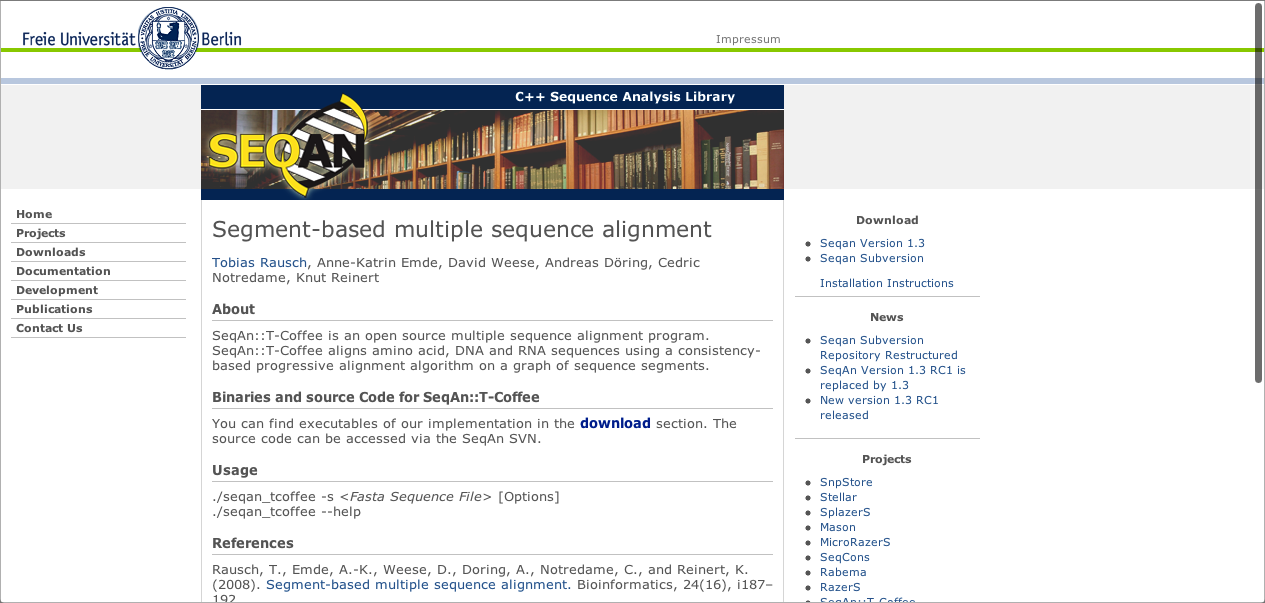 Freie Universität Berlin
Impressum
C++ Sequence Analysis Library
SEQAN
Home
Projects
Downloads
Documentation
Development
Publications
Contact Us
Segment-based multiple sequence alignment
Tobias Rausch, Anne-Katrin Emde, David Weese, Andreas Döring, Cedric
Notredame, Knut Reinert
About
SeqAn::T-Coffee is an open source multiple sequence alignment program.
SeqAn::T-Coffee aligns amino acid, DNA and RNA sequences using a consistency-
based progressive alignment algorithm on a graph of sequence segments.
Binaries and source Code for SeqAn::T-Coffee
You can find executables of our implementation in the download section. The
source code can be accessed via the SeqAn SVN.
Usage
./seqan_tcoffee -s <Fasta Sequence File> [Options]
./seqan_tcoffee --help
References
Rausch, T., Emde, A.-K., Weese, D., Doring, A., Notredame, C., and Reinert, K.
(2008). Segment-based multiple sequence alignment. Bioinformatics, 24(16), i187–
192
Download
Seqan Version 1.3
Seqan Subversion
Installation Instructions
News
Seqan Subversion
Repository Restructured
SeqAn Version 1.3 RC1 is
replaced by 1.3
New version 1.3 RC1
released
Projects
SnpStore
Stellar
SplazerS
Mason
MicroRazerS
SeqCons
Rabema
RazerS
SeqAn::T-Coffee